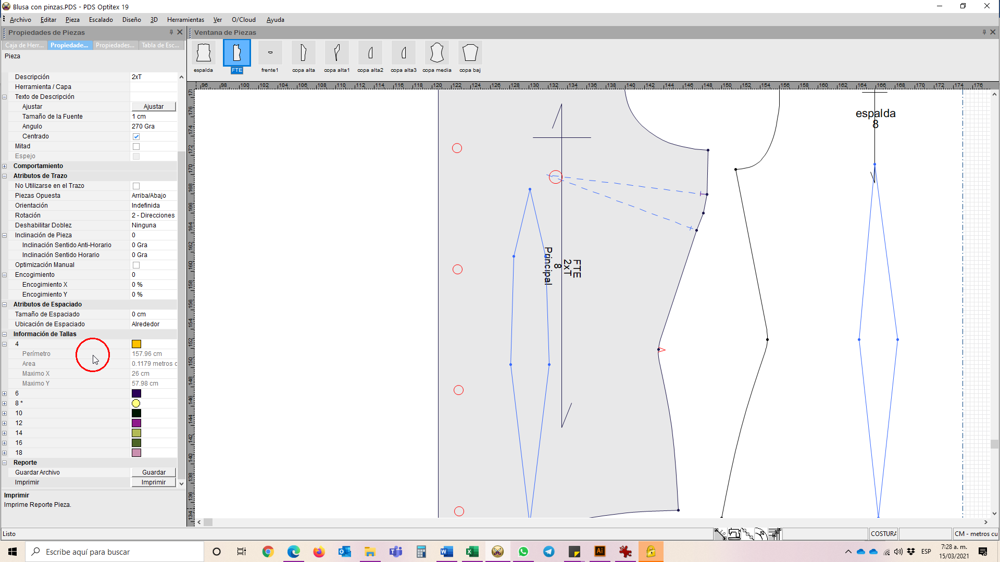 Blusa con pinzas.PDS - PDS Optitex 19
Archivo Editar Pieza Escalado Diseño 3D Herramientas Ver O/Cloud Ayuda
Propiedades de Piezas
Caja de Herr... Propiedade... Propiedades... Tabla de Esc...
Pieza
Descripción 2xT
Herramienta / Capa
Texto de Descripción
Ajustar Ajustar
Tamaño de la Fuente 1 cm
Angulo 270 Gra
Centrado
Mitad
Espejo
Comportamiento
Atributos de Trazo
No Utilizarse en el Trazo
Piezas Opuesta Arriba/Abajo
Orientación Indefinida
Rotación 2 - Direcciones
Deshabilitar Doblez Ninguna
Inclinación de Pieza 0
Inclinación Sentido Anti-Horario 0 Gra
Inclinación Sentido Horario 0 Gra
Optimización Manual
Encogimiento 0
Encogimiento X 0 %
Encogimiento Y 0 %
Atributos de Espaciado
Tamaño de Espaciado 0 cm
Ubicación de Espaciado Alrededor
Información de Tallas
4
Perímetro 157.96 cm
Area 0.1179 metros c
Maximo X 26 cm
Maximo Y 57.98 cm
6
8 *
10
12
14
16
18
Reporte
Guardar Archivo Guardar
Imprimir Imprimir
Imprimir
Imprime Reporte Pieza.
Ventana de Piezas
espalda FTE frente1 copa alta copa alta1 copa alta2 copa alta3 copa media copa baj
96 98 100 102 104 106 108 110 112 114 116 118 120 122 124 126 128 130 132 134 136 138 140 142 144 146 148 150 152 154 156 158 160 162 164 166 168 170 172 174 176
176
174
172
170
168
166
164
162
160
158
156
154
152
150
148
146
144
142
140
138
136
134
espalda
8
FTE
2xT
8
Principal
Listo COSTURA CM - metros cu
Escribe aquí para buscar
ESP
7:28 a. m.
15/03/2021